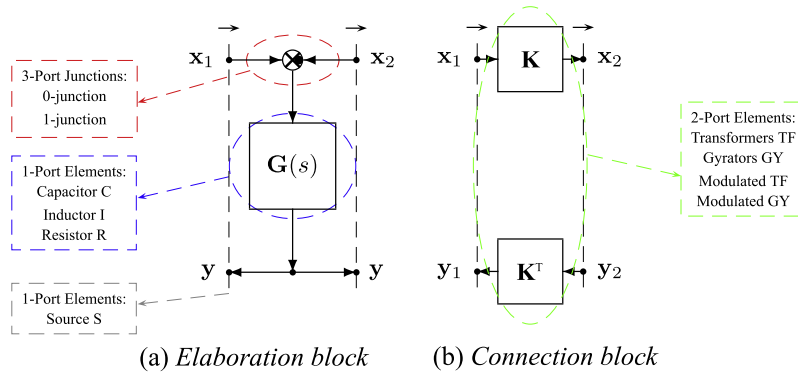 x₁
x₂
3-Port Junctions:
0-junction
1-junction
1-Port Elements:
Capacitor C
Inductor I
Resistor R
G(s)
y
y
1-Port Elements:
Source S
(a) Elaboration block
x₁
K
x₂
2-Port Elements:
Transformers TF
Gyrators GY
Modulated TF
Modulated GY
y₁
Kᵀ
y₂
(b) Connection block